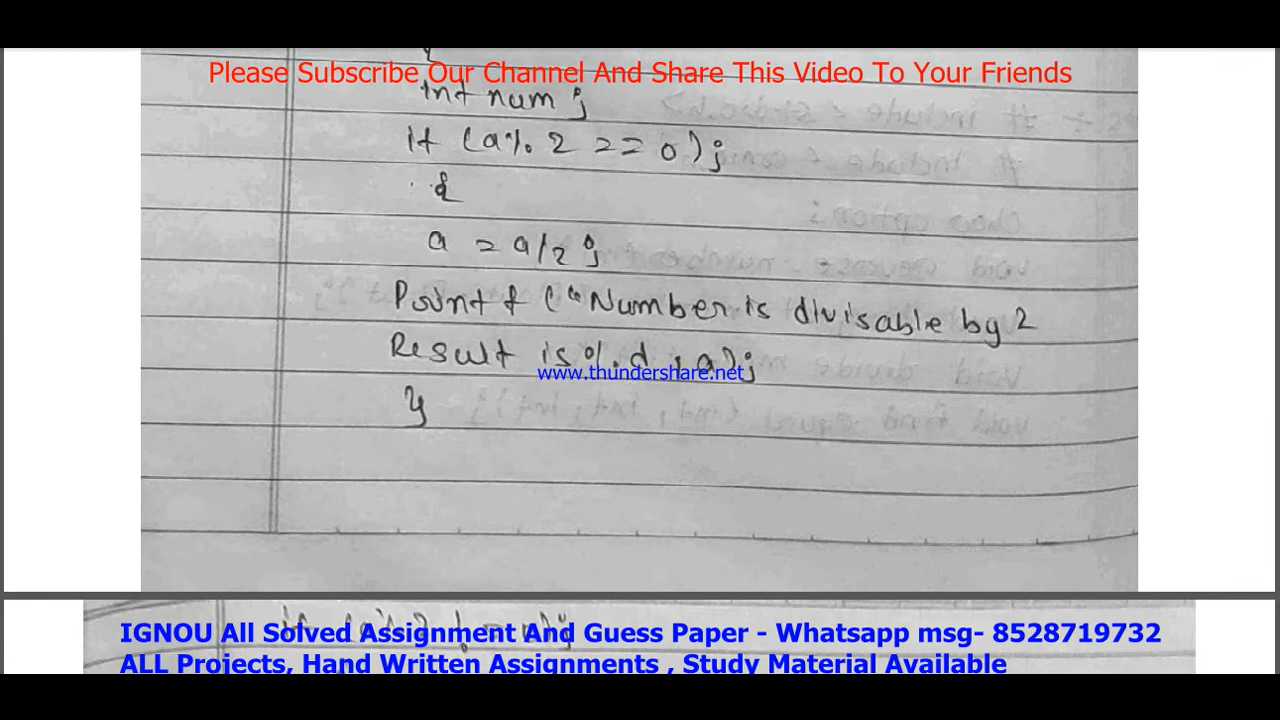 Please Subscribe Our Channel And Share This Video To Your Friends
int num ;
if (a % 2 == 0) ;
{
a = a/2 ;
Printf ("Number is divisable by 2
Result is % d , a) ;
www.thundershare.net
}
IGNOU All Solved Assignment And Guess Paper - Whatsapp msg- 8528719732
ALL Projects, Hand Written Assignments , Study Material Available